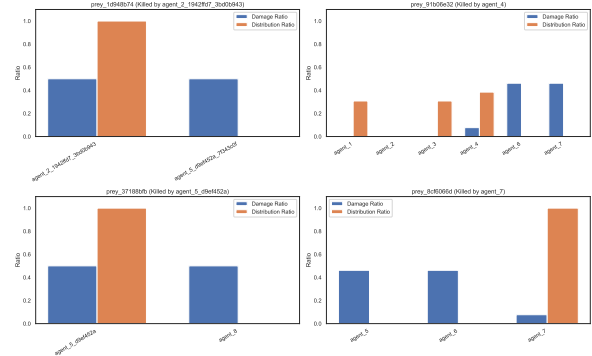 prey_1d948b74 (Killed by agent_2_1942ffd7_3bd0b943)
Damage Ratio
Distribution Ratio
Ratio
1.0
0.8
0.6
0.4
0.2
0.0
agent_2_1942ffd7_3bd0b943
prey_91b06e32 (Killed by agent_4)
Damage Ratio
Distribution Ratio
Ratio
1.0
0.8
0.6
0.4
0.2
0.0
agent_1
agent_2
agent_3
agent_4
agent_6
agent_7
prey_37188bfb (Killed by agent_5_d9ef452a)
Damage Ratio
Distribution Ratio
Ratio
1.0
0.8
0.6
0.4
0.2
0.0
agent_5_d9ef452a
agent_8
prey_8cf6066d (Killed by agent_7)
Damage Ratio
Distribution Ratio
Ratio
1.0
0.8
0.6
0.4
0.2
0.0
agent_5
agent_6
agent_7